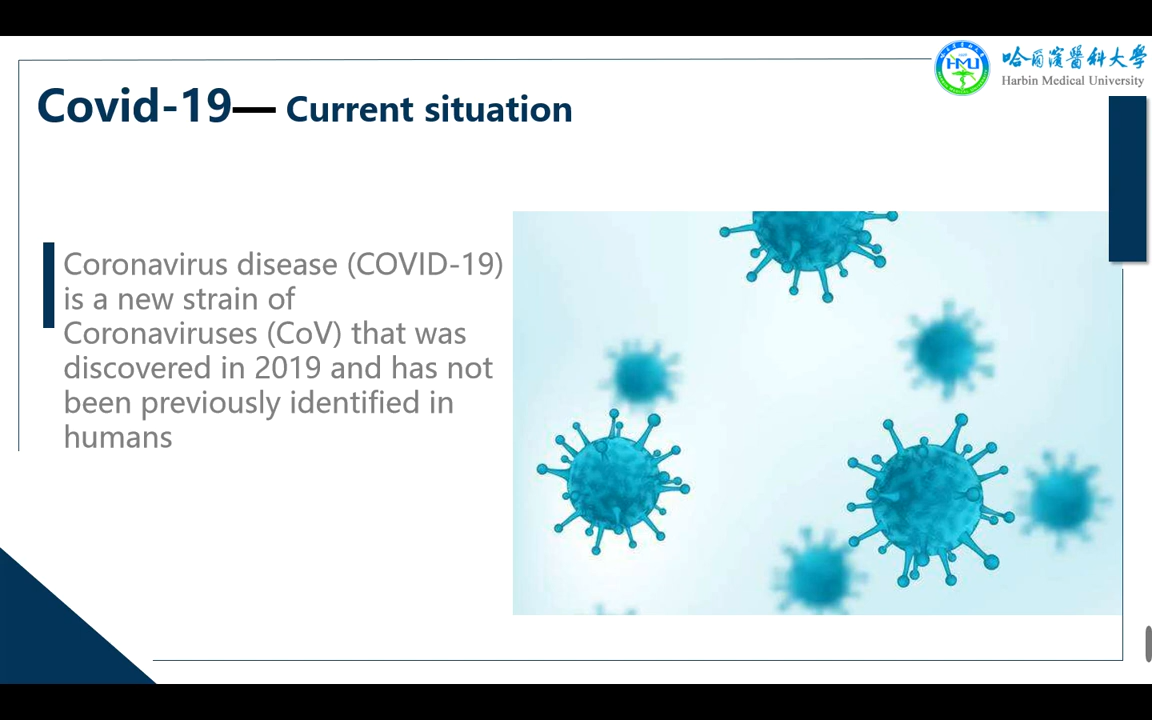 哈爾濱醫科大學
Harbin Medical University
Covid-19— Current situation
Coronavirus disease (COVID-19)
is a new strain of
Coronaviruses (CoV) that was
discovered in 2019 and has not
been previously identified in
humans
HMU